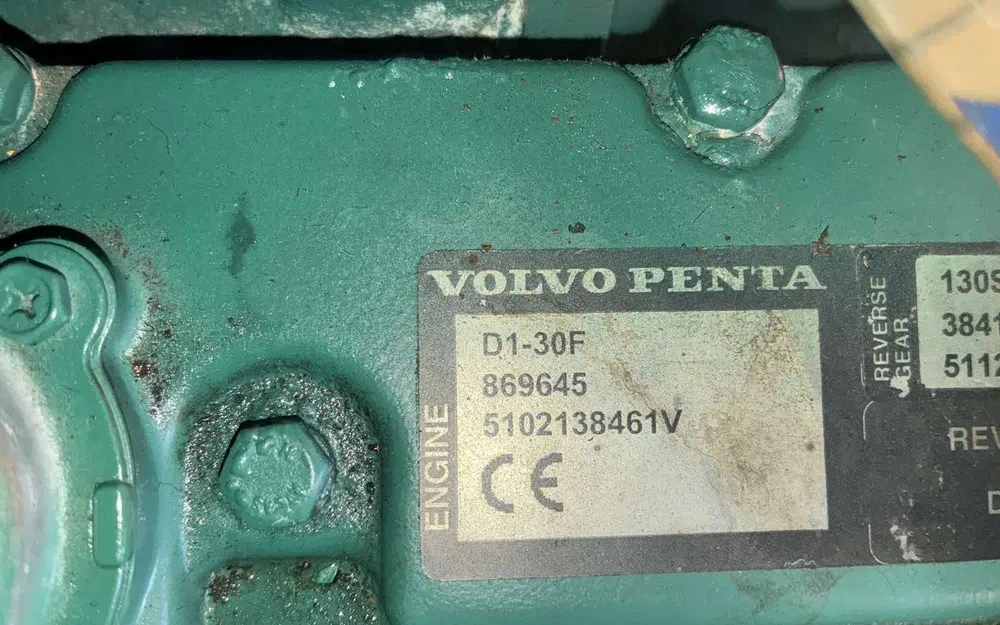 VOLVO PENTA
ENGINE
D1-30F
869645
5102138461V
CE
REVERSE
GEAR
130S
3841
5112
REV
D